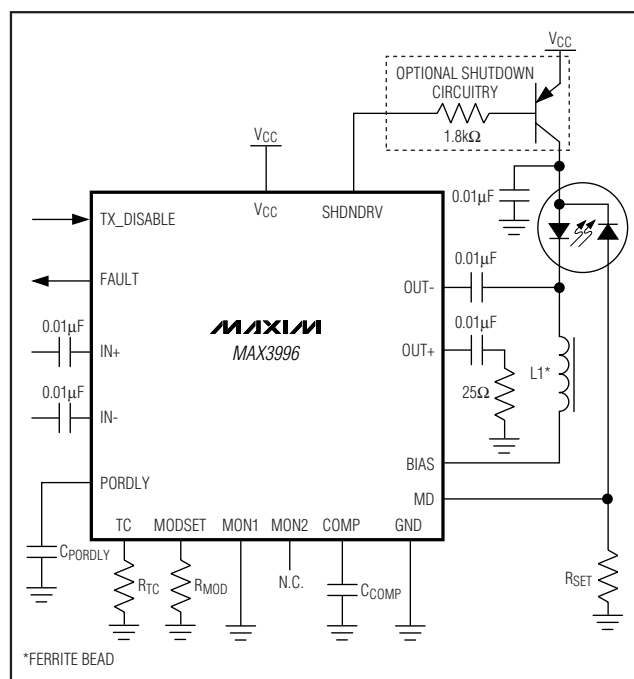 VCC
OPTIONAL SHUTDOWN
CIRCUITRY
1.8kΩ
VCC
0.01µF
VCC
SHDNDRV
TX_DISABLE
FAULT
0.01µF
OUT-
0.01µF
0.01µF
IN+
MAXIM
MAX3996
OUT+
L1*
25Ω
0.01µF
IN-
BIAS
PORDLY
MD
TC
MODSET
MON1
MON2
COMP
GND
CPORDLY
RTC
RMOD
N.C.
CCOMP
RSET
*FERRITE BEAD